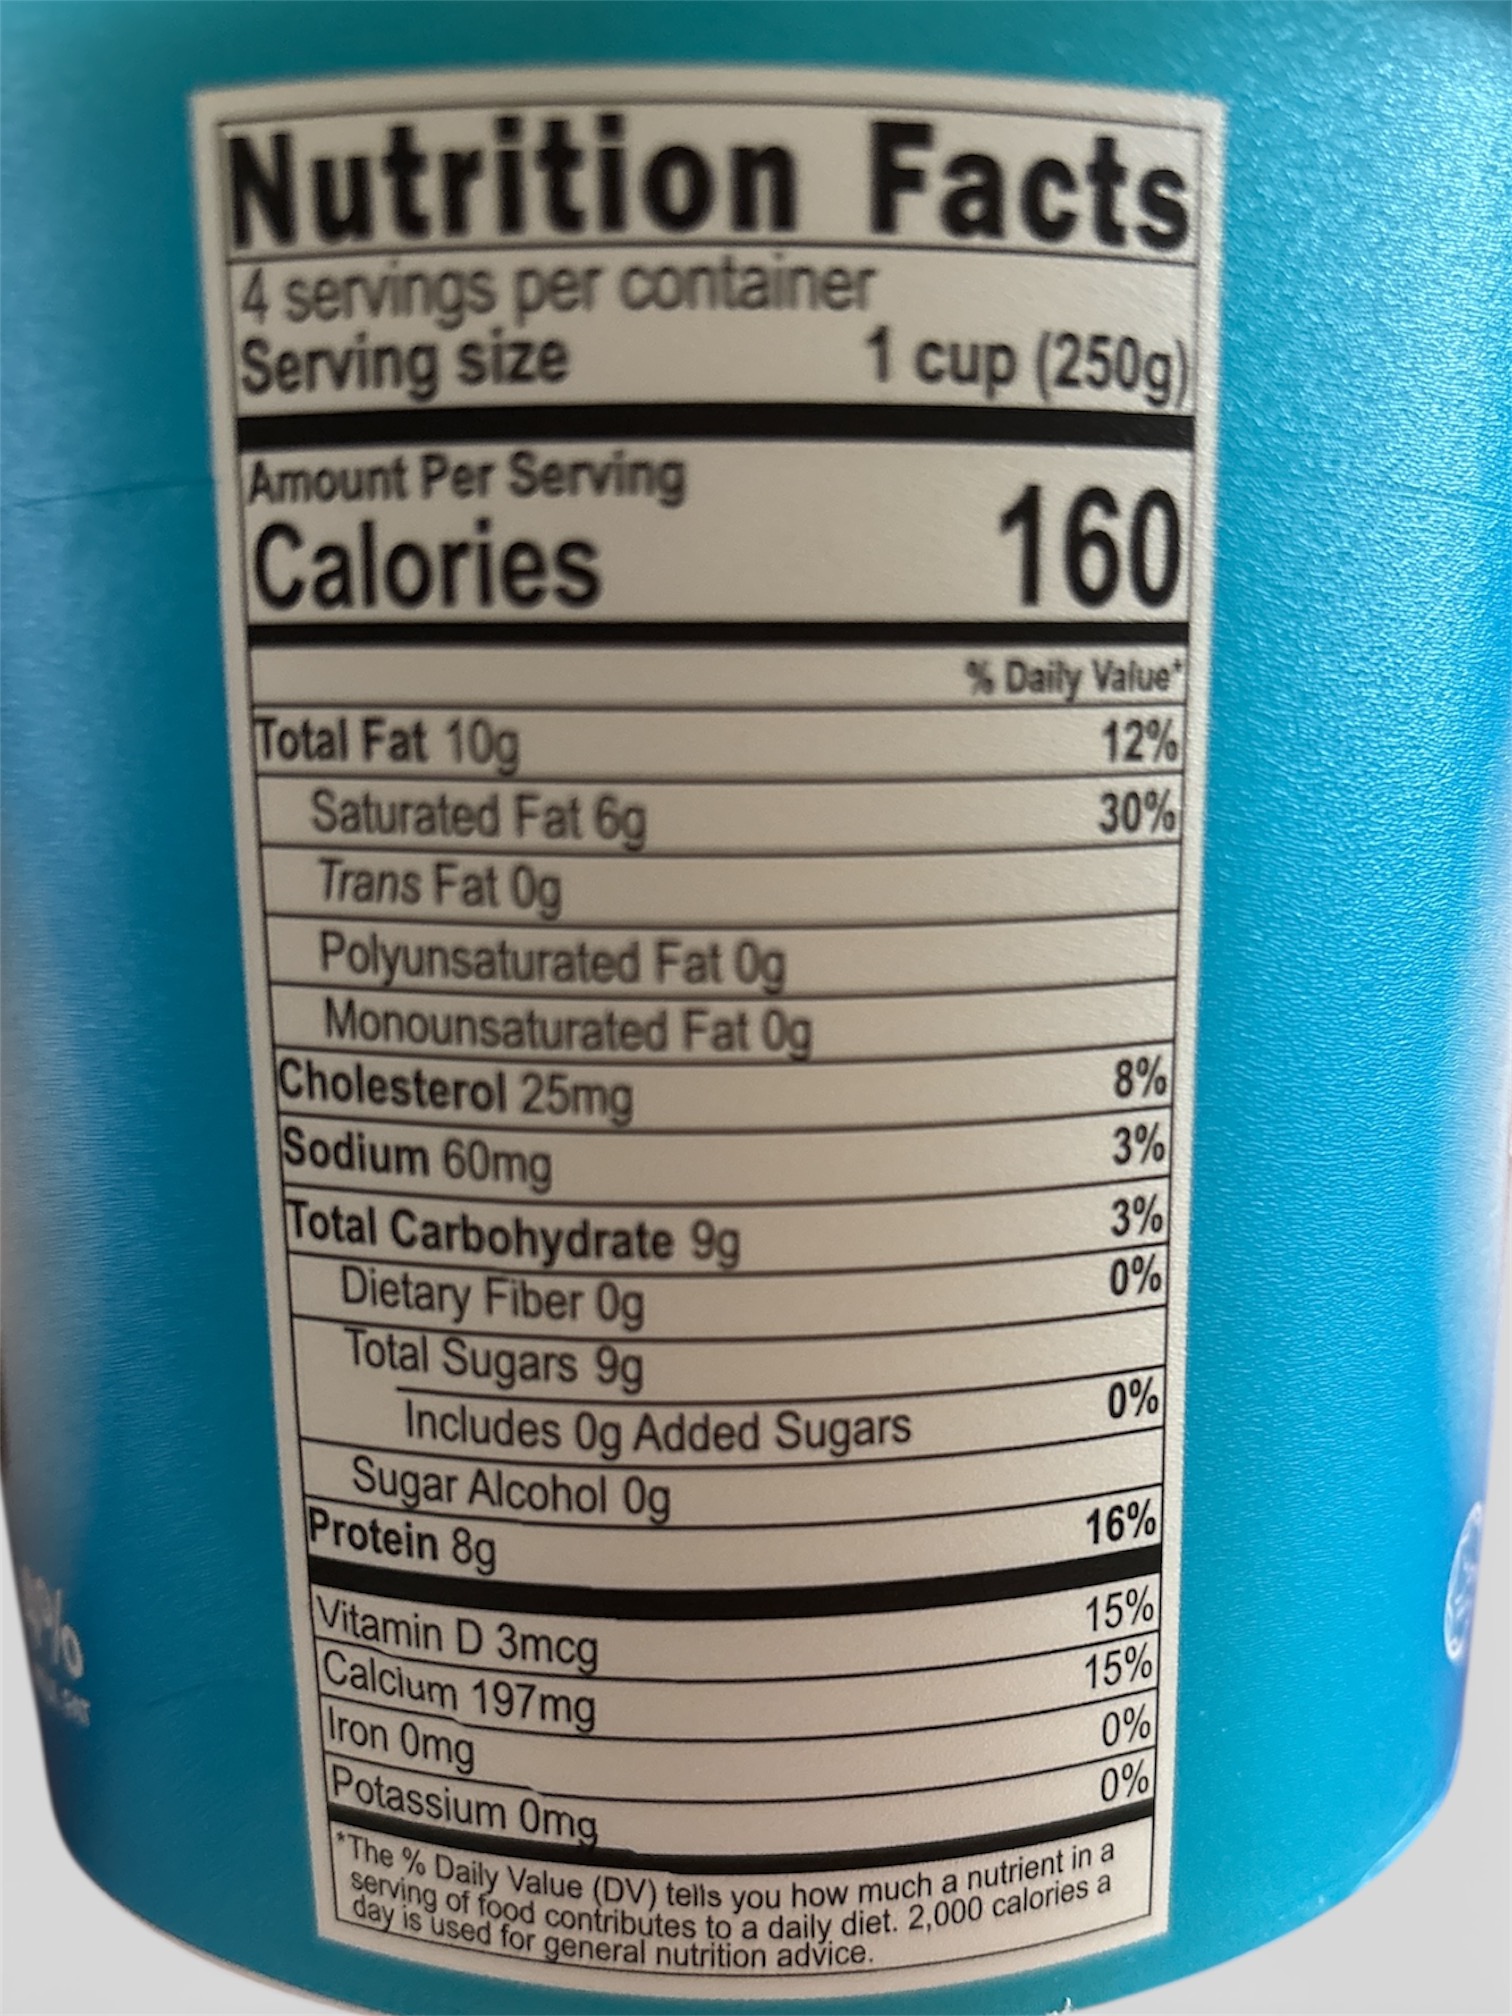 Nutrition Facts
4 servings per container
Serving size 1 cup (250g)
Amount Per Serving
Calories 160
% Daily Value*
Total Fat 10g 12%
Saturated Fat 6g 30%
Trans Fat 0g
Polyunsaturated Fat 0g
Monounsaturated Fat 0g
Cholesterol 25mg 8%
Sodium 60mg 3%
Total Carbohydrate 9g 3%
Dietary Fiber 0g 0%
Total Sugars 9g
Includes 0g Added Sugars 0%
Sugar Alcohol 0g
Protein 8g 16%
Vitamin D 3mcg 15%
Calcium 197mg 15%
Iron 0mg 0%
Potassium 0mg 0%
*The % Daily Value (DV) tells you how much a nutrient in a
serving of food contributes to a daily diet. 2,000 calories a
day is used for general nutrition advice.